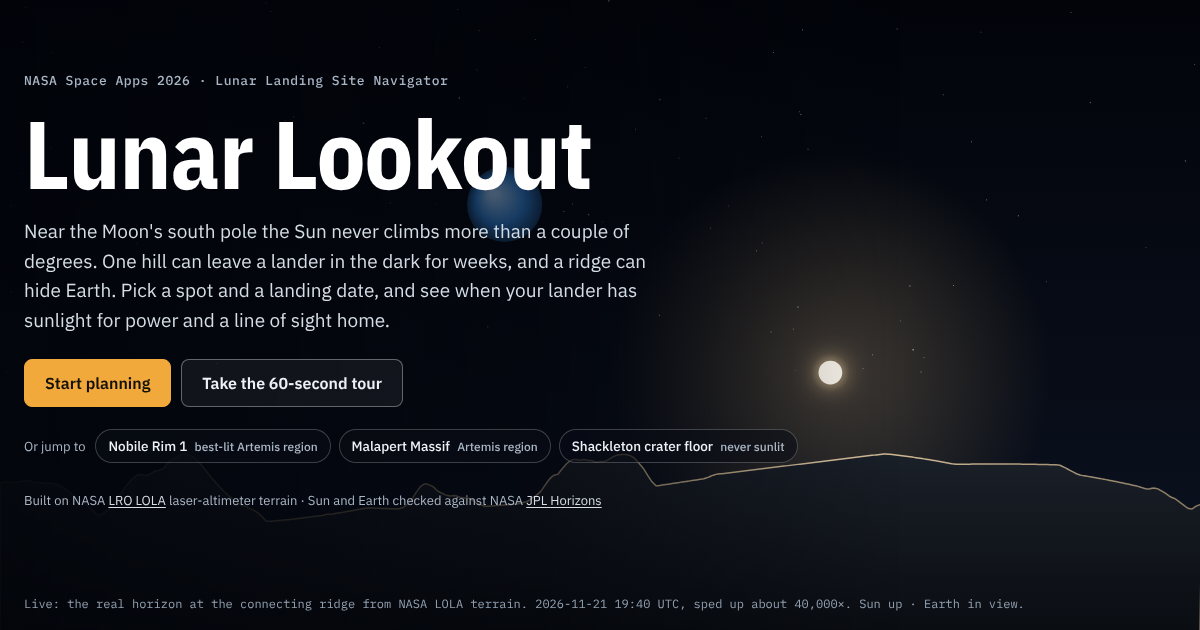 NASA Space Apps 2026 · Lunar Landing Site Navigator
Lunar Lookout
Near the Moon's south pole the Sun never climbs more than a couple of
degrees. One hill can leave a lander in the dark for weeks, and a ridge can
hide Earth. Pick a spot and a landing date, and see when your lander has
sunlight for power and a line of sight home.
Start planning
Take the 60-second tour
Or jump to
Nobile Rim 1 best-lit Artemis region
Malapert Massif Artemis region
Shackleton crater floor never sunlit
Built on NASA LRO LOLA laser-altimeter terrain · Sun and Earth checked against NASA JPL Horizons
Live: the real horizon at the connecting ridge from NASA LOLA terrain. 2026-11-21 19:40 UTC, sped up about 40,000×. Sun up · Earth in view.